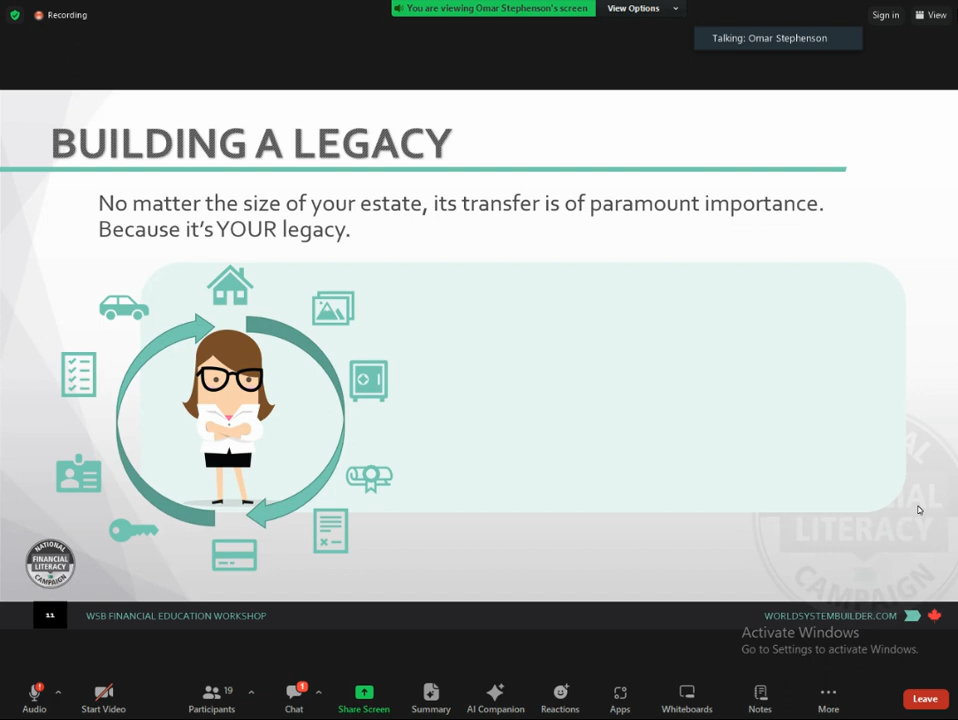 Recording
You are viewing Omar Stephenson's screen
View Options
Sign in
View
Talking: Omar Stephenson
BUILDING A LEGACY
No matter the size of your estate, its transfer is of paramount importance.
Because it's YOUR legacy.
NATIONAL
FINANCIAL
LITERACY
CAMPAIGN
LITERACY
CAMPAIGN
11
WSB FINANCIAL EDUCATION WORKSHOP
WORLDSYSTEMBUILDER.COM
Activate Windows
Go to Settings to activate Windows.
19
1
Audio
Start Video
Participants
Chat
Share Screen
Summary
AI Companion
Reactions
Apps
Whiteboards
Notes
More
Leave